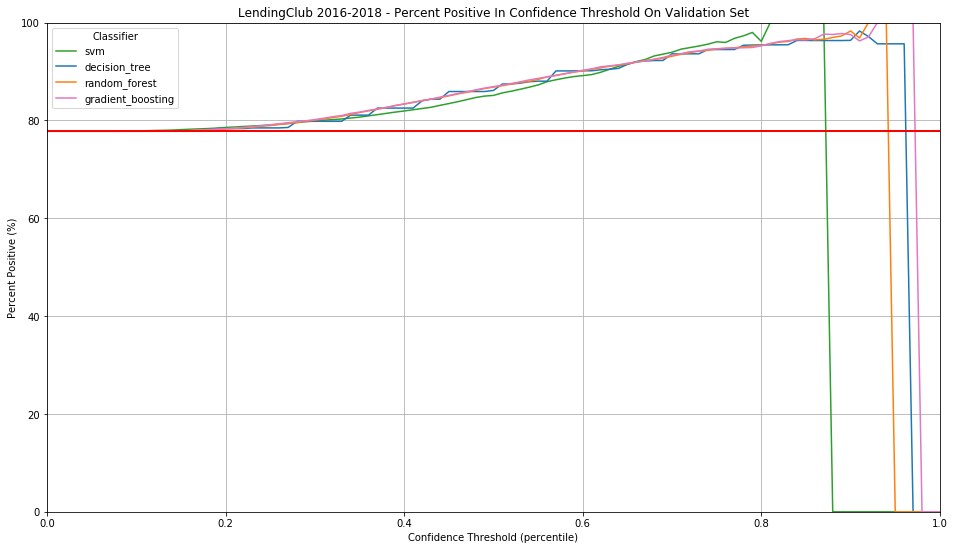 LendingClub 2016-2018 - Percent Positive In Confidence Threshold On Validation Set
Classifier
svm
decision_tree
random_forest
gradient_boosting
Percent Positive (%)
100
80
60
40
20
0
0.0 0.2 0.4 0.6 0.8 1.0
Confidence Threshold (percentile)